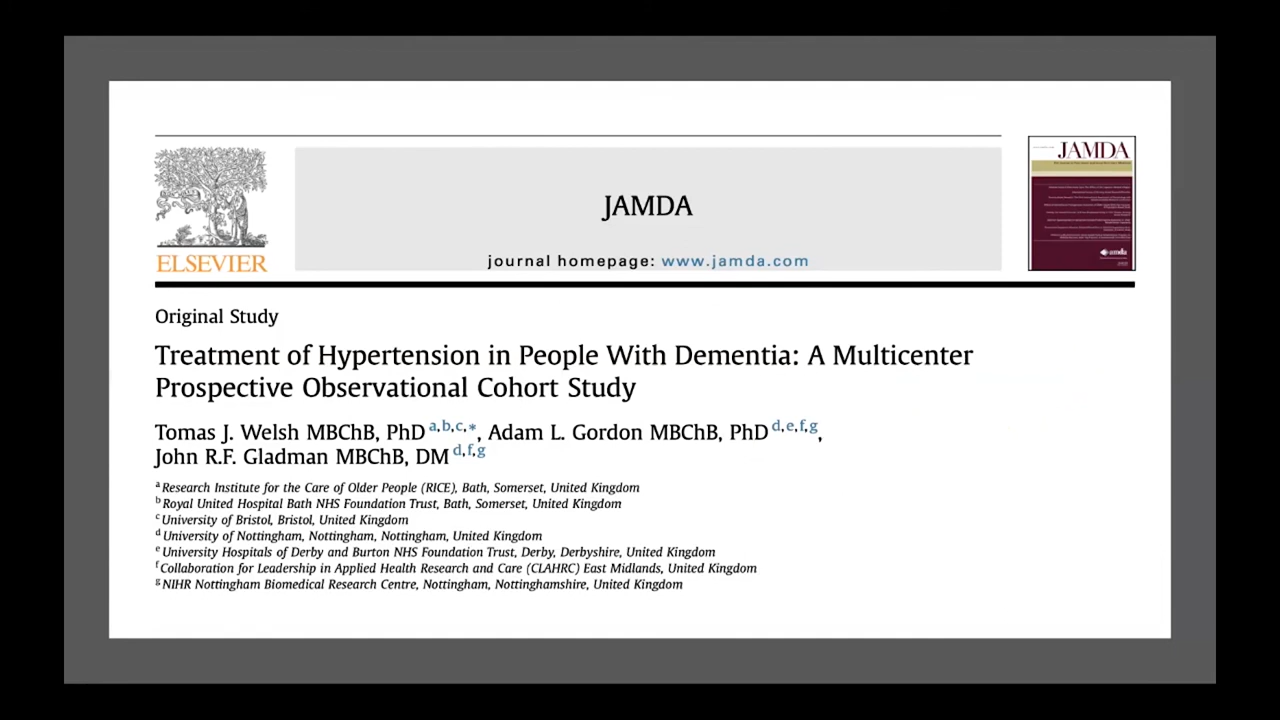 JAMDA
journal homepage: www.jamda.com
ELSEVIER
JAMDA
amda
Original Study
Treatment of Hypertension in People With Dementia: A Multicenter
Prospective Observational Cohort Study
Tomas J. Welsh MBChB, PhD a,b,c,*, Adam L. Gordon MBChB, PhD d,e,f,g,
John R.F. Gladman MBChB, DM d,f,g
a Research Institute for the Care of Older People (RICE), Bath, Somerset, United Kingdom
b Royal United Hospital Bath NHS Foundation Trust, Bath, Somerset, United Kingdom
c University of Bristol, Bristol, United Kingdom
d University of Nottingham, Nottingham, Nottingham, United Kingdom
e University Hospitals of Derby and Burton NHS Foundation Trust, Derby, Derbyshire, United Kingdom
f Collaboration for Leadership in Applied Health Research and Care (CLAHRC) East Midlands, United Kingdom
g NIHR Nottingham Biomedical Research Centre, Nottingham, Nottinghamshire, United Kingdom